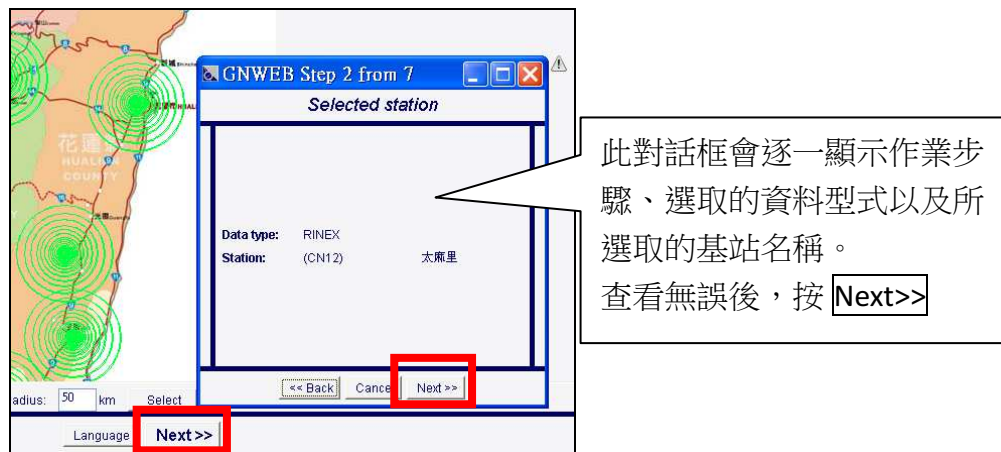 花蓮
HUALIEN
COUNTY
GNWEB Step 2 from 7
Selected station
Data type: RINEX
Station: (CN12) 太麻里
<< Back Cance Next >>
adius: 50 km Select
Language Next >>
此對話框會逐一顯示作業步
驟、選取的資料型式以及所
選取的基站名稱。
查看無誤後，按 Next>>